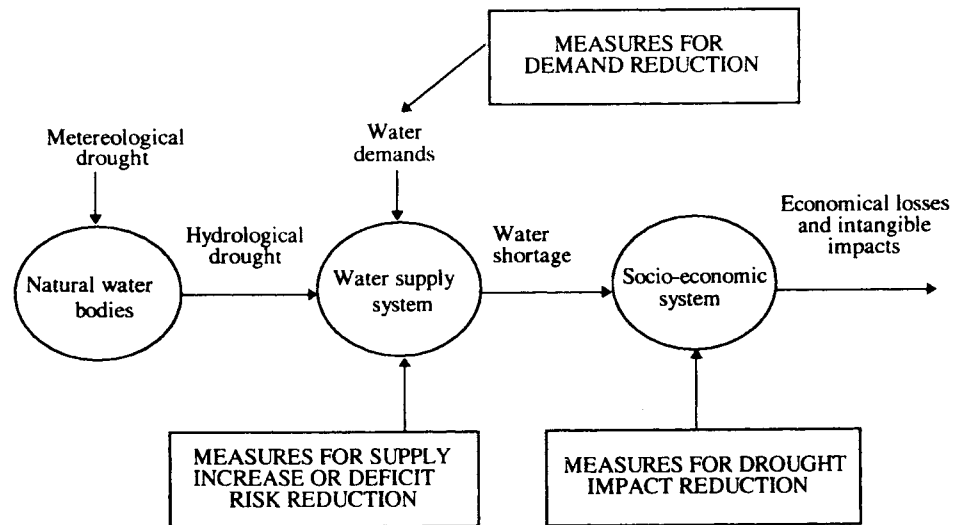 MEASURES FOR
DEMAND REDUCTION
Metereological
drought
Water
demands
Economical losses
and intangible
impacts
Hydrological
drought
Water
shortage
Natural water
bodies
Water supply
system
Socio-economic
system
MEASURES FOR SUPPLY
INCREASE OR DEFICIT
RISK REDUCTION
MEASURES FOR DROUGHT
IMPACT REDUCTION